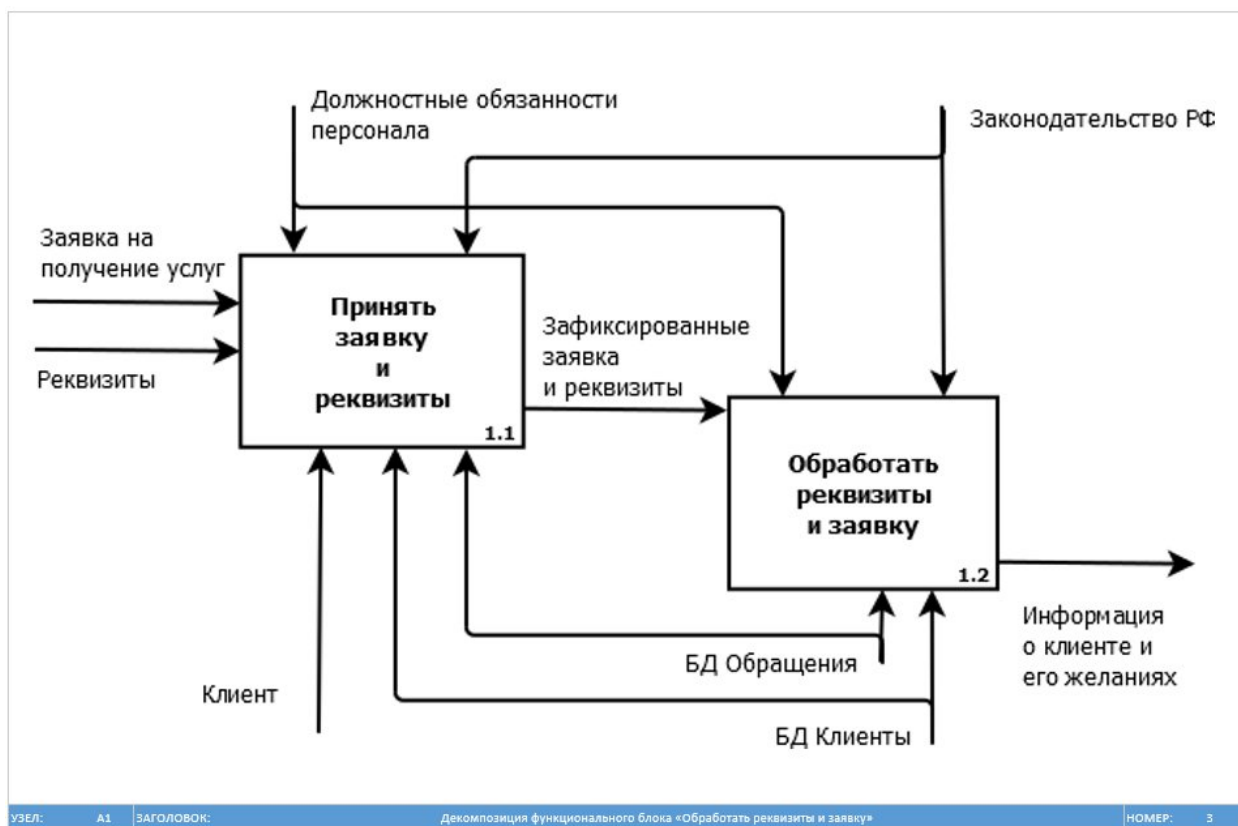 Должностные обязанности
персонала
Законодательство РФ
Заявка на
получение услуг
Реквизиты
Принять
заявку
и
реквизиты
1.1
Зафиксированные
заявка
и реквизиты
Обработать
реквизиты
и заявку
1.2
Информация
о клиенте и
его желаниях
БД Обращения
Клиент
БД Клиенты
УЗЕЛ: А1 ЗАГОЛОВОК: Декомпозиция функционального блока «Обработать реквизиты и заявку» НОМЕР: 3